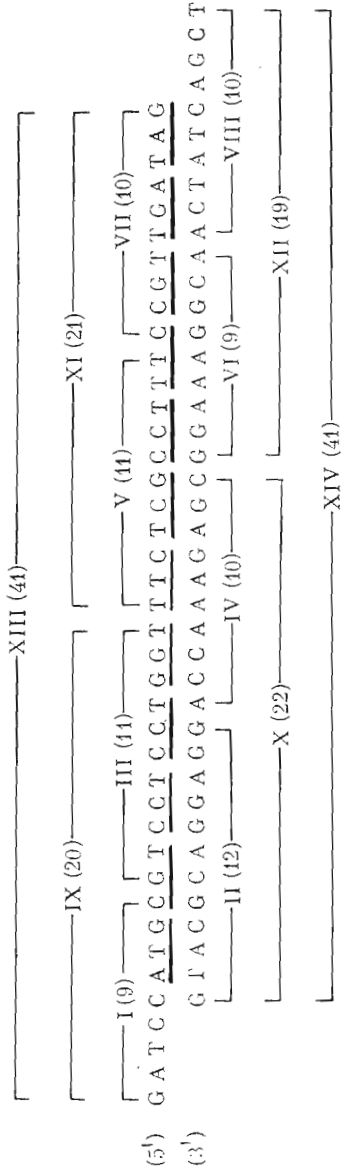 XIII (41)
IX (20) XI (21)
I (9) III (11) V (11) VII (10)
(5') G A T C C A T G C G T C C T C C T G G T T T C T C G C C T T T C C G T T G A T A G
(3') G T A C G C A G G A G G A C C A A A G A G C G G A A A G G C A A C T A T C A G C T
II (12) IV (10) VI (9) VIII (10)
X (22) XII (19)
XIV (41)